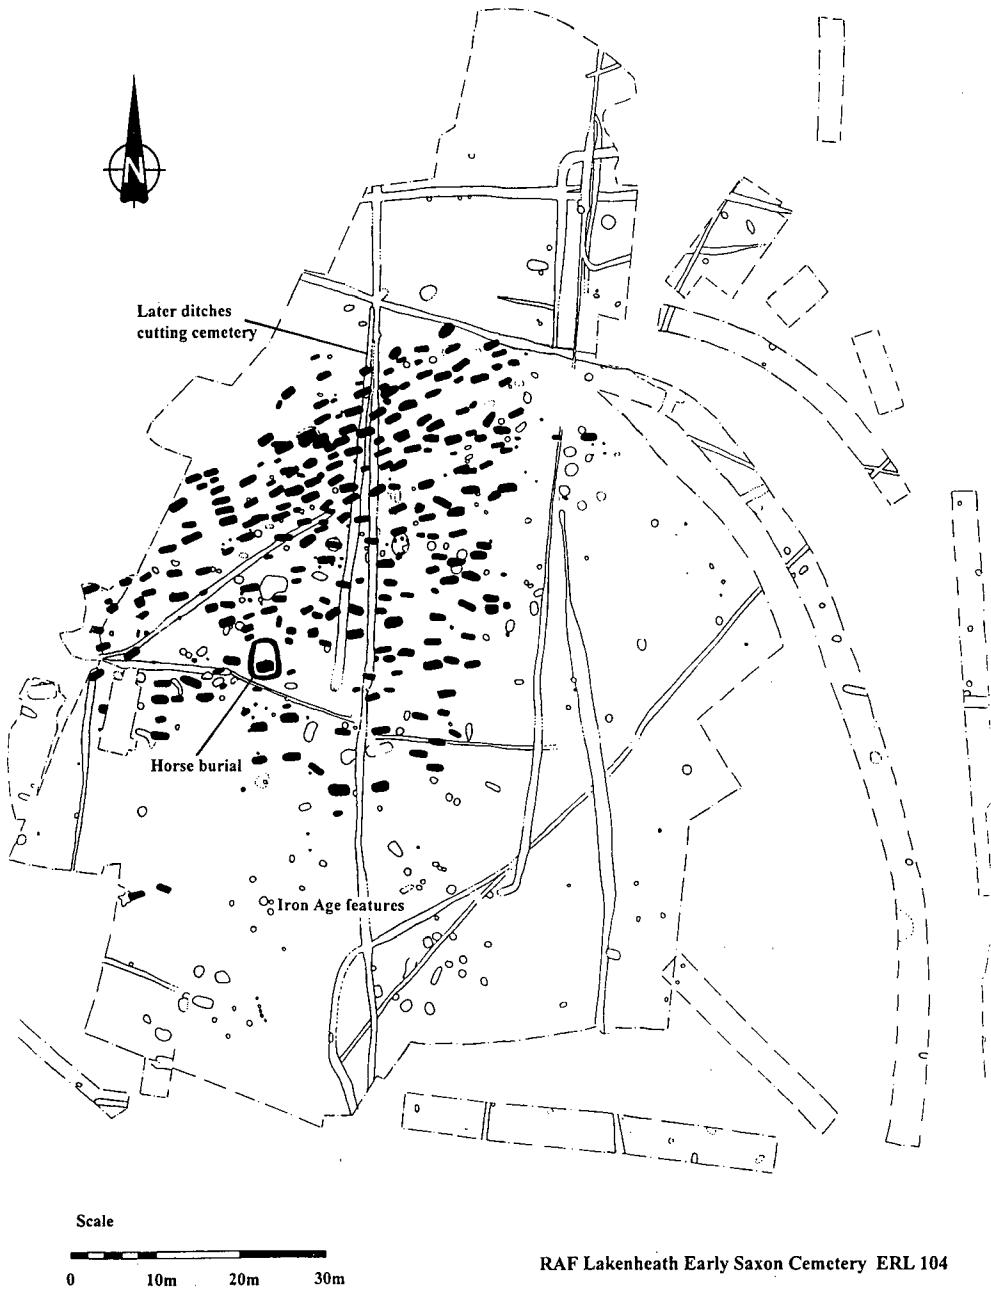 N
Later ditches
cutting cemetery
Horse burial
Iron Age features
Scale
0 10m 20m 30m
RAF Lakenheath Early Saxon Cemetery ERL 104